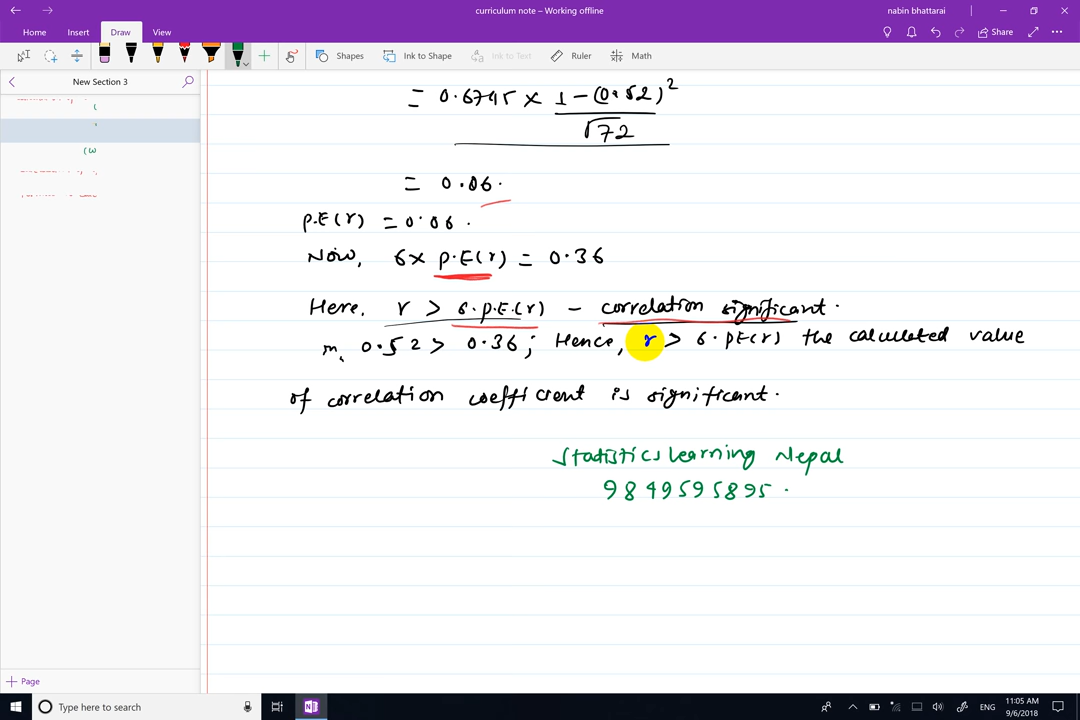 curriculum note – Working offline
nabin bhattarai
Home
Insert
Draw
View
Share
Shapes
Ink to Shape
Ink to Text
Ruler
Math
New Section 3
= 0.6745 × 1 − (0.52)²
√72
= 0.06.
P.E(r) = 0.06.
Now, 6× P.E(r) = 0.36
Here, r > 6.P.E.(r) – correlation significant.
0.52 > 0.36; Hence, r > 6.PE(r) the calculated value
of correlation coefficient is significant.
Statistics learning Nepal
9849595895.
+ Page
Type here to search
ENG
11:05 AM
9/6/2018